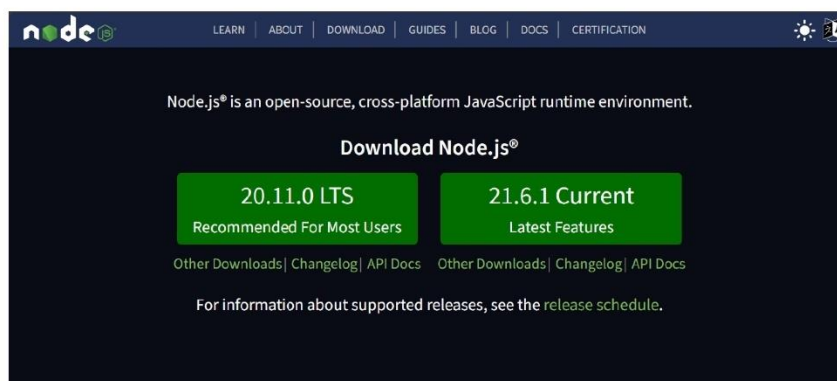 node JS
LEARN | ABOUT | DOWNLOAD | GUIDES | BLOG | DOCS | CERTIFICATION
Node.js® is an open-source, cross-platform JavaScript runtime environment.
Download Node.js®
20.11.0 LTS
Recommended For Most Users
21.6.1 Current
Latest Features
Other Downloads| Changelog| API Docs
Other Downloads| Changelog| API Docs
For information about supported releases, see the release schedule.